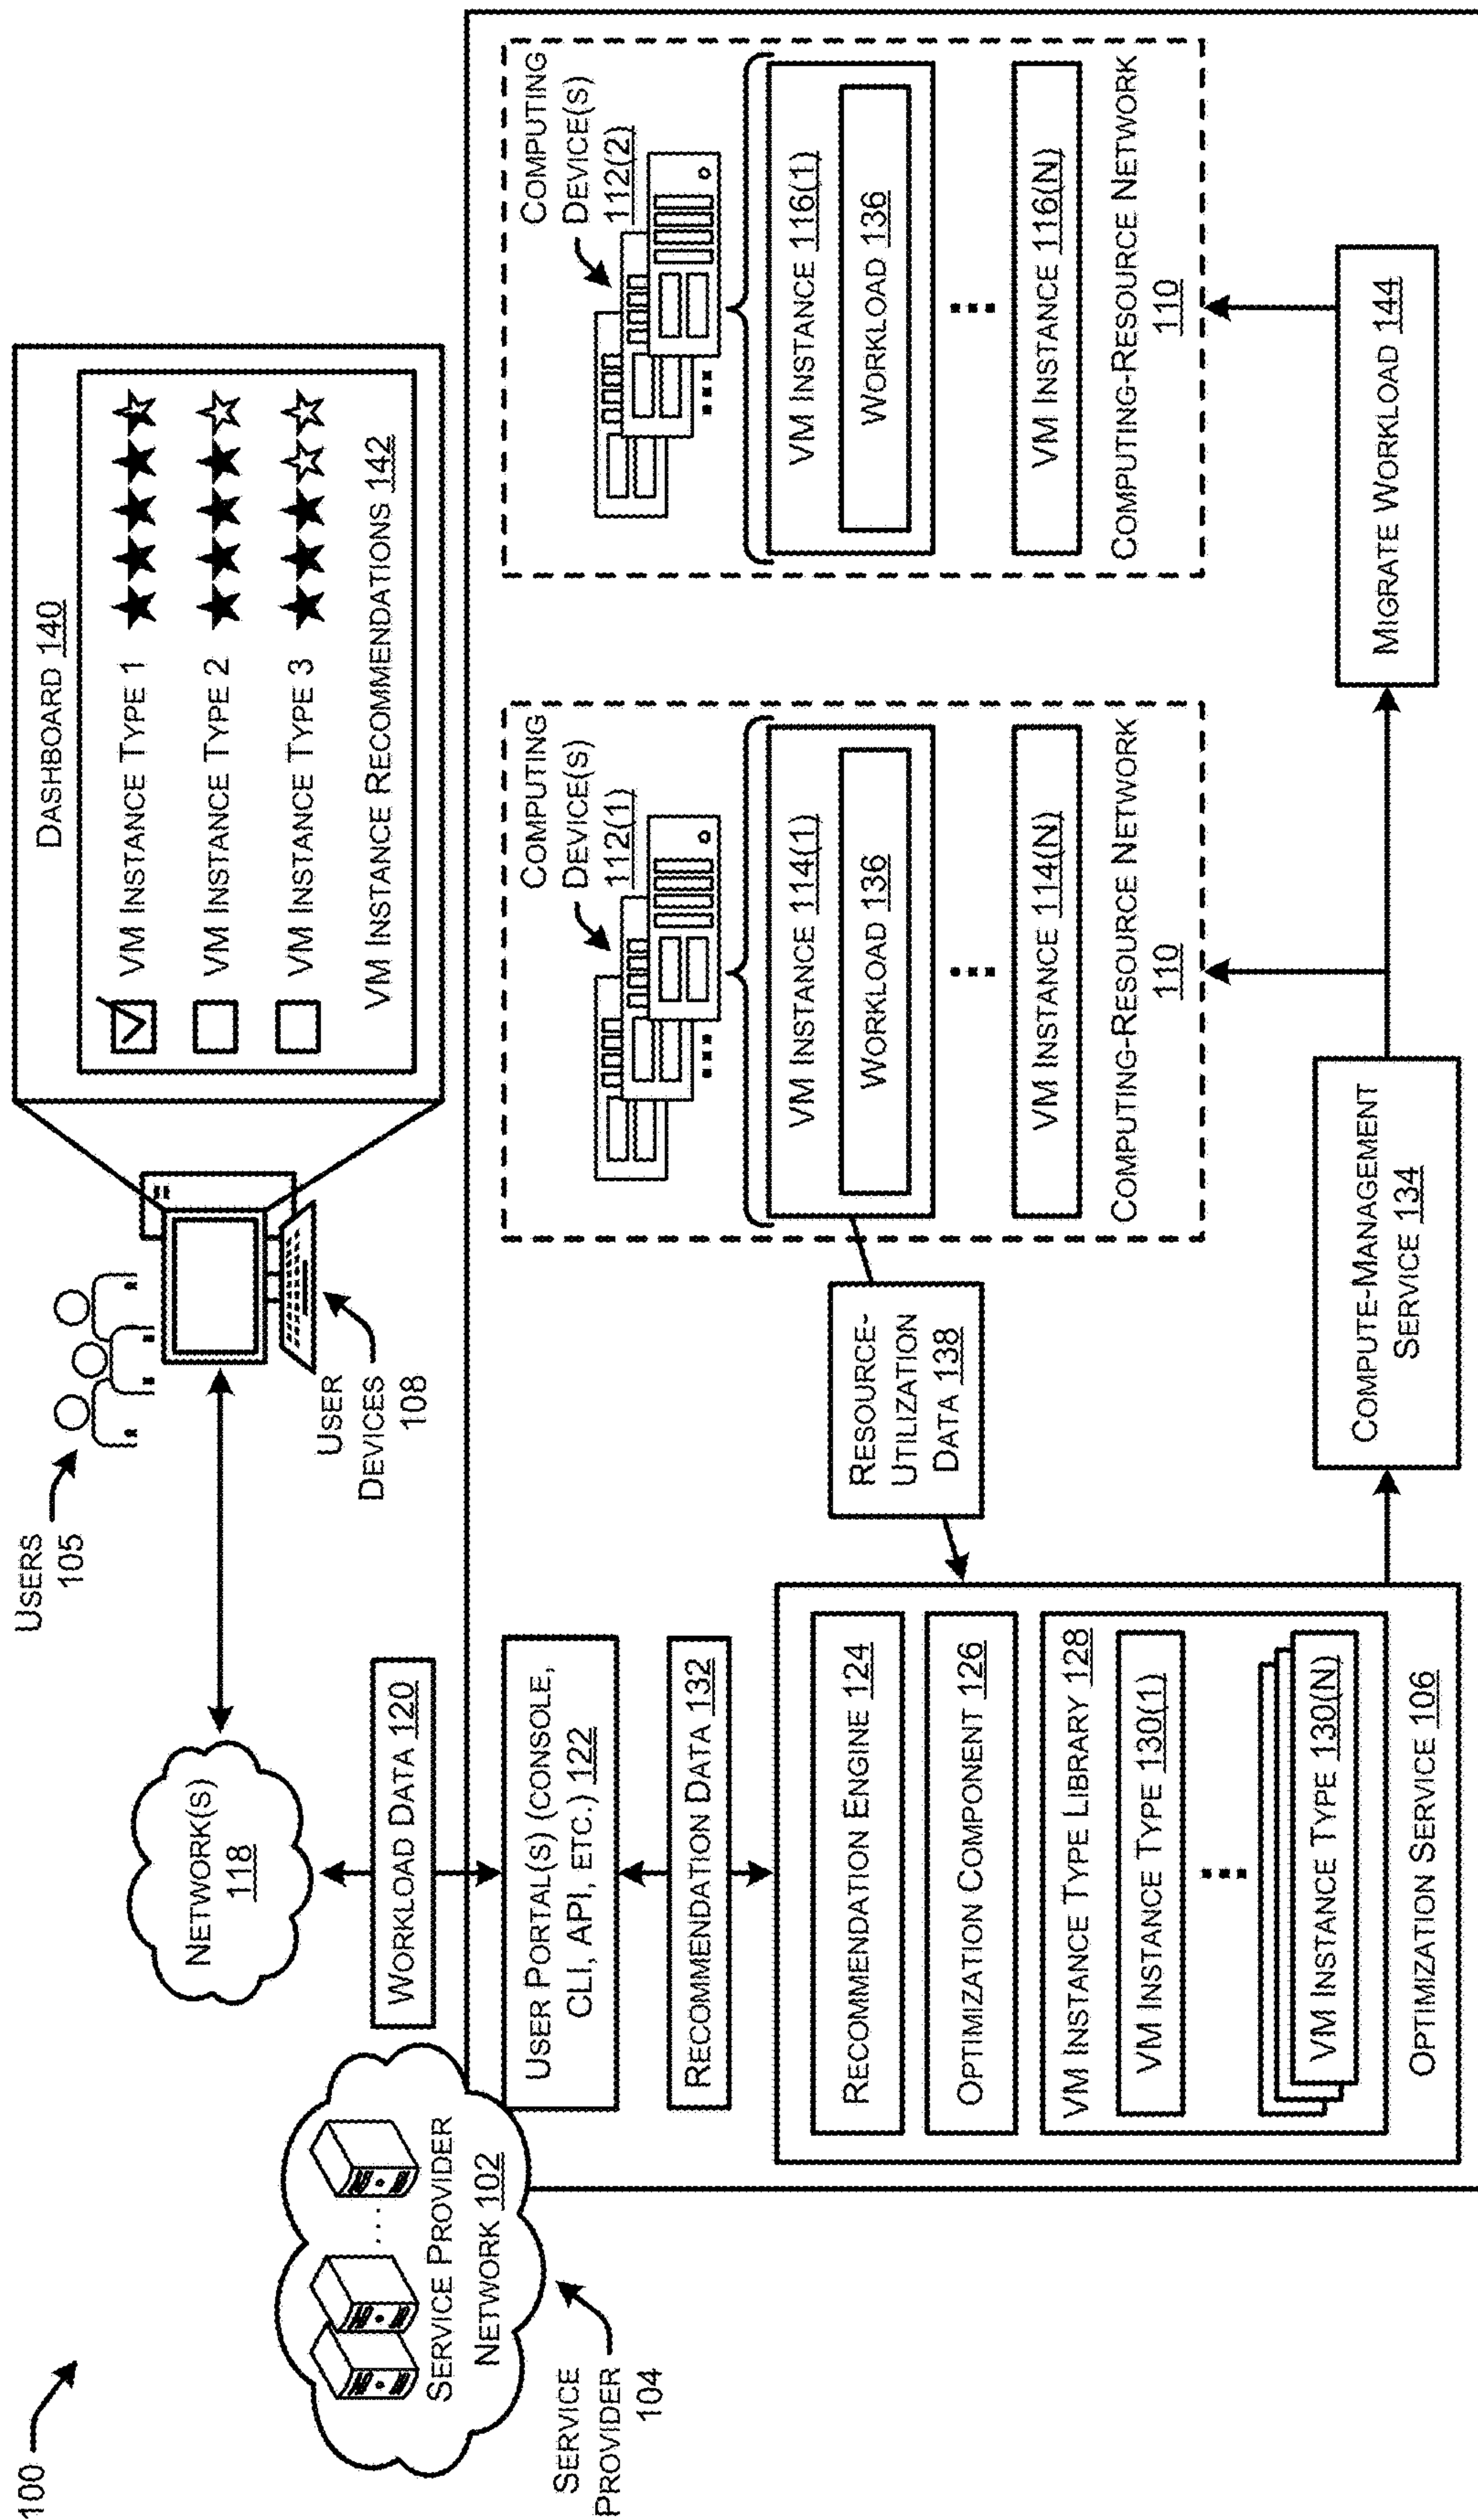 100
USERS
105
DASHBOARD 140
VM INSTANCE TYPE 1
VM INSTANCE TYPE 2
VM INSTANCE TYPE 3
VM INSTANCE RECOMMENDATIONS 142
NETWORK(S)
118
USER
DEVICES
108
SERVICE PROVIDER
NETWORK 102
SERVICE
PROVIDER
104
WORKLOAD DATA 120
USER PORTAL(S) (CONSOLE,
CLI, API, ETC.) 122
RECOMMENDATION DATA 132
RECOMMENDATION ENGINE 124
OPTIMIZATION COMPONENT 126
VM INSTANCE TYPE LIBRARY 128
VM INSTANCE TYPE 130(1)
VM INSTANCE TYPE 130(N)
OPTIMIZATION SERVICE 106
RESOURCE-
UTILIZATION
DATA 138
COMPUTING
DEVICE(S)
112(1)
VM INSTANCE 114(1)
WORKLOAD 136
VM INSTANCE 114(N)
COMPUTING-RESOURCE NETWORK
110
COMPUTING
DEVICE(S)
112(2)
VM INSTANCE 116(1)
WORKLOAD 136
VM INSTANCE 116(N)
COMPUTING-RESOURCE NETWORK
110
COMPUTE-MANAGEMENT
SERVICE 134
MIGRATE WORKLOAD 144